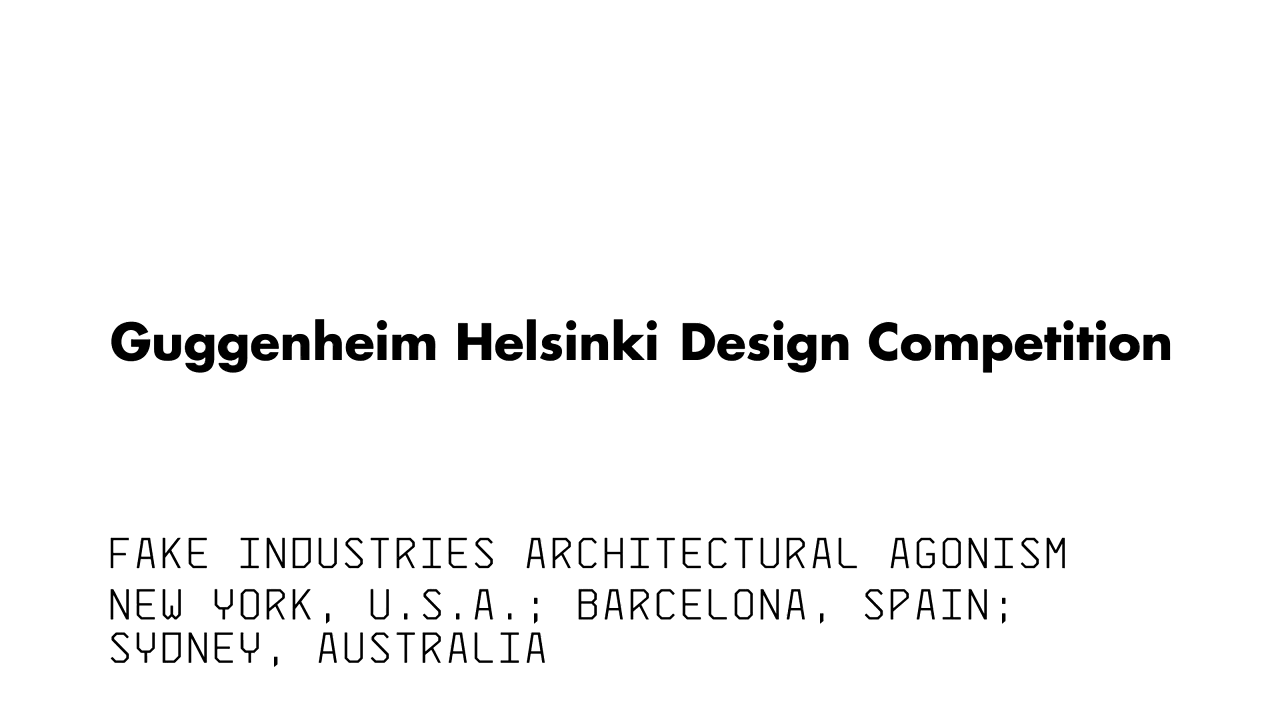 Guggenheim Helsinki Design Competition
FAKE INDUSTRIES ARCHITECTURAL AGONISM
NEW YORK, U.S.A.; BARCELONA, SPAIN;
SYDNEY, AUSTRALIA